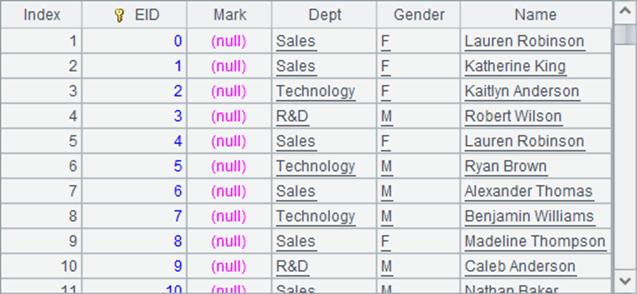 Index EID Mark Dept Gender Name
1 0 (null) Sales F Lauren Robinson
2 1 (null) Sales F Katherine King
3 2 (null) Technology F Kaitlyn Anderson
4 3 (null) R&D M Robert Wilson
5 4 (null) Sales F Lauren Robinson
6 5 (null) Technology M Ryan Brown
7 6 (null) Sales M Alexander Thomas
8 7 (null) Technology M Benjamin Williams
9 8 (null) Sales F Madeline Thompson
10 9 (null) R&D M Caleb Anderson
11 10 (null) Sales M Nathan Baker